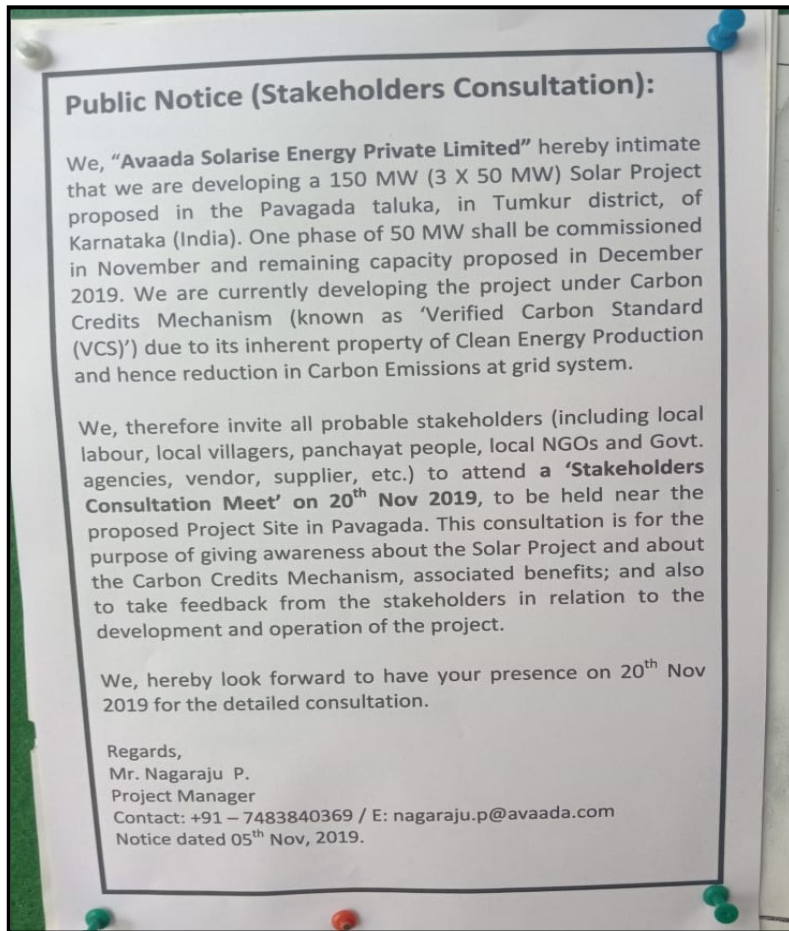 Public Notice (Stakeholders Consultation):
We, “Avaada Solarise Energy Private Limited” hereby intimate
that we are developing a 150 MW (3 X 50 MW) Solar Project
proposed in the Pavagada taluka, in Tumkur district, of
Karnataka (India). One phase of 50 MW shall be commissioned
in November and remaining capacity proposed in December
2019. We are currently developing the project under Carbon
Credits Mechanism (known as ‘Verified Carbon Standard
(VCS)’) due to its inherent property of Clean Energy Production
and hence reduction in Carbon Emissions at grid system.
We, therefore invite all probable stakeholders (including local
labour, local villagers, panchayat people, local NGOs and Govt.
agencies, vendor, supplier, etc.) to attend a ‘Stakeholders
Consultation Meet’ on 20th Nov 2019, to be held near the
proposed Project Site in Pavagada. This consultation is for the
purpose of giving awareness about the Solar Project and about
the Carbon Credits Mechanism, associated benefits; and also
to take feedback from the stakeholders in relation to the
development and operation of the project.
We, hereby look forward to have your presence on 20th Nov
2019 for the detailed consultation.
Regards,
Mr. Nagaraju P.
Project Manager
Contact: +91 – 7483840369 / E: nagaraju.p@avaada.com
Notice dated 05th Nov, 2019.